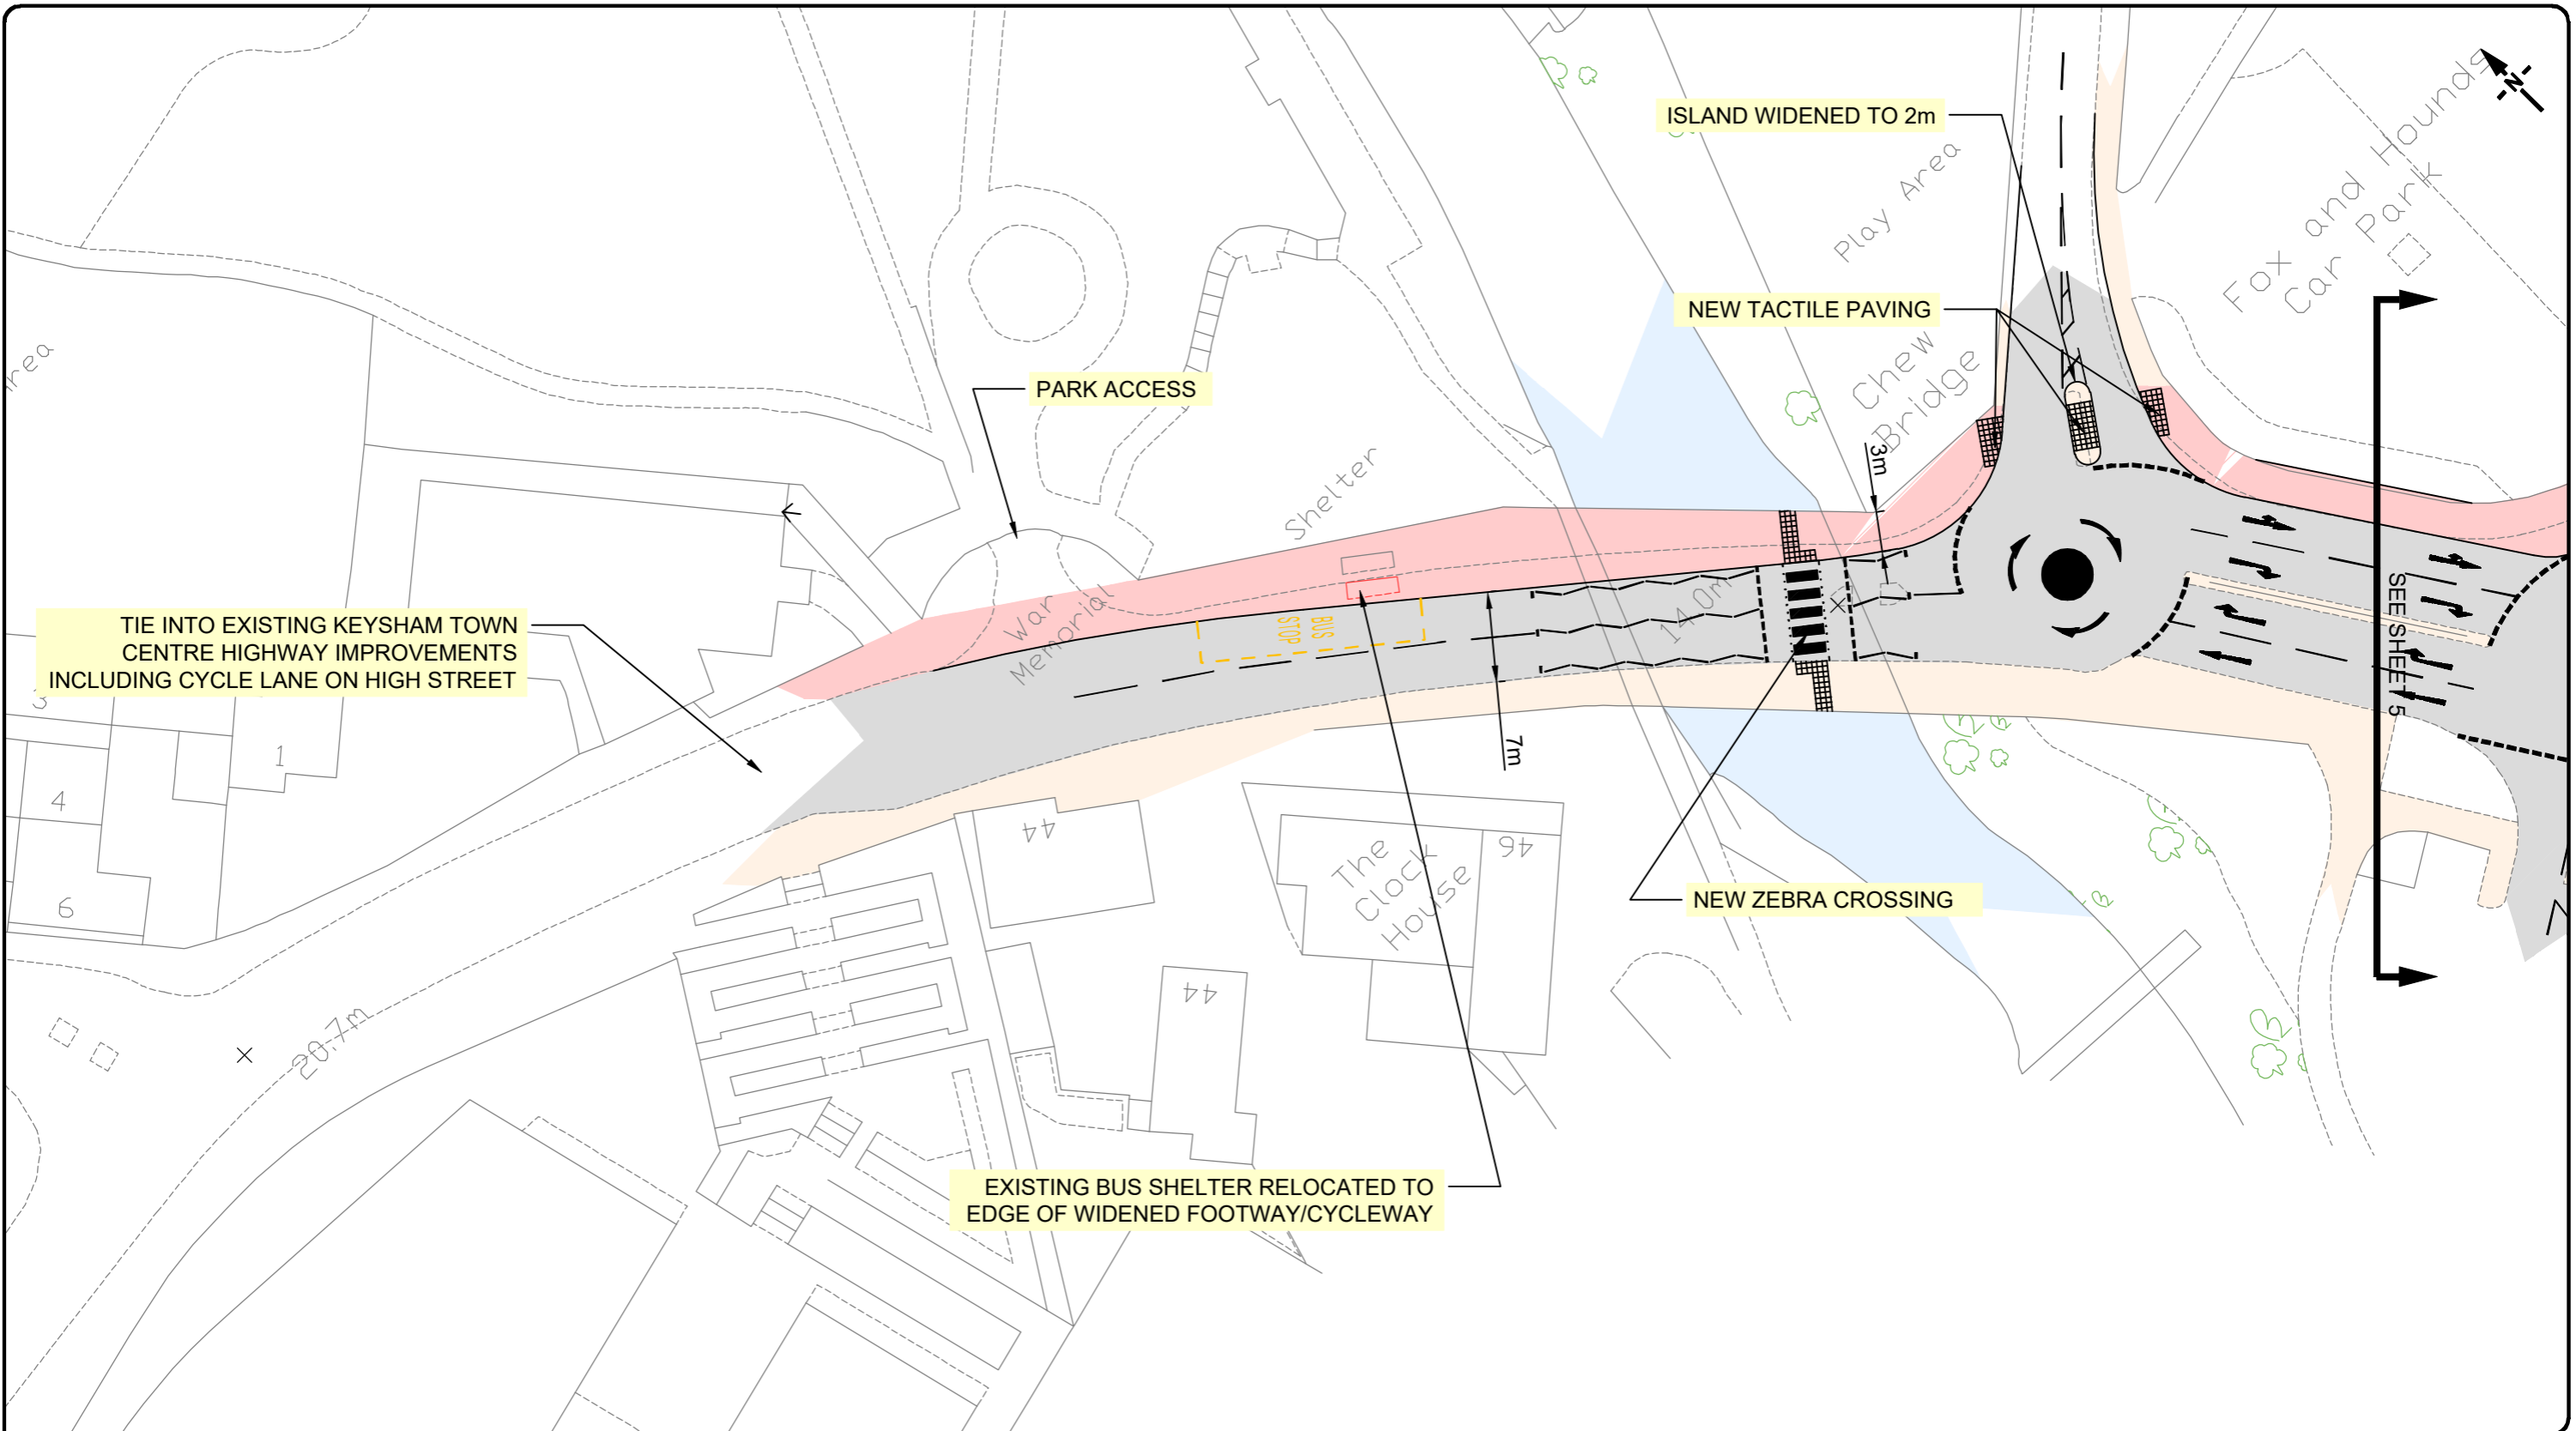 N
ISLAND WIDENED TO 2m
Play Area
Fox and Hounds
Car Park
NEW TACTILE PAVING
Chew
Bridge
rea
PARK ACCESS
3m
Shelter
War
Memorial
BUS
STOP
14.0m
SEE SHEET 5
TIE INTO EXISTING KEYSHAM TOWN
CENTRE HIGHWAY IMPROVEMENTS
INCLUDING CYCLE LANE ON HIGH STREET
3
1
4
6
7m
44
The
Clock
House
46
NEW ZEBRA CROSSING
44
20.7m
EXISTING BUS SHELTER RELOCATED TO
EDGE OF WIDENED FOOTWAY/CYCLEWAY